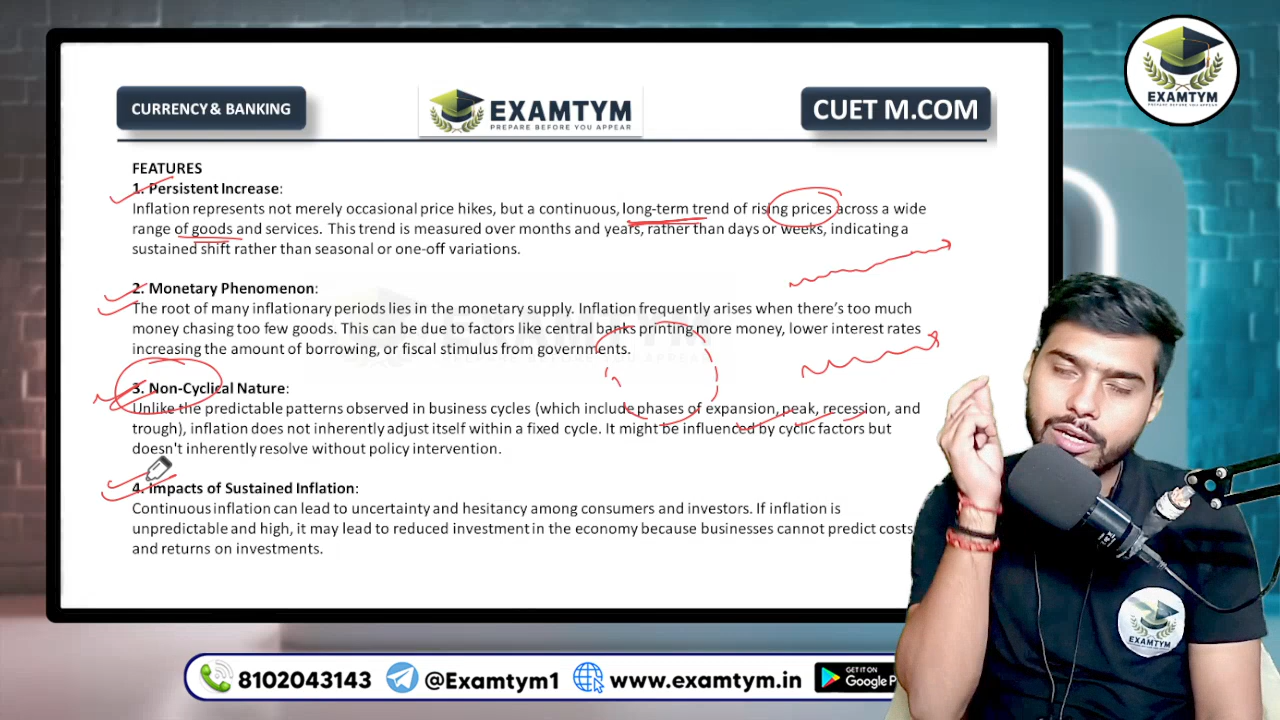 CURRENCY & BANKING
EXAMTYM
PREPARE BEFORE YOU APPEAR
CUET M.COM
EXAMTYM
PREPARE BEFORE YOU APPEAR
FEATURES
1. Persistent Increase:
Inflation represents not merely occasional price hikes, but a continuous, long-term trend of rising prices across a wide
range of goods and services. This trend is measured over months and years, rather than days or weeks, indicating a
sustained shift rather than seasonal or one-off variations.
2. Monetary Phenomenon:
The root of many inflationary periods lies in the monetary supply. Inflation frequently arises when there's too much
money chasing too few goods. This can be due to factors like central banks printing more money, lower interest rates
increasing the amount of borrowing, or fiscal stimulus from governments.
3. Non-Cyclical Nature:
Unlike the predictable patterns observed in business cycles (which include phases of expansion, peak, recession, and
trough), inflation does not inherently adjust itself within a fixed cycle. It might be influenced by cyclic factors but
doesn't inherently resolve without policy intervention.
4. Impacts of Sustained Inflation:
Continuous inflation can lead to uncertainty and hesitancy among consumers and investors. If inflation is
unpredictable and high, it may lead to reduced investment in the economy because businesses cannot predict costs
and returns on investments.
EXAMTYM
8102043143
@Examtym1
www.examtym.in
GET IT ON
Google P